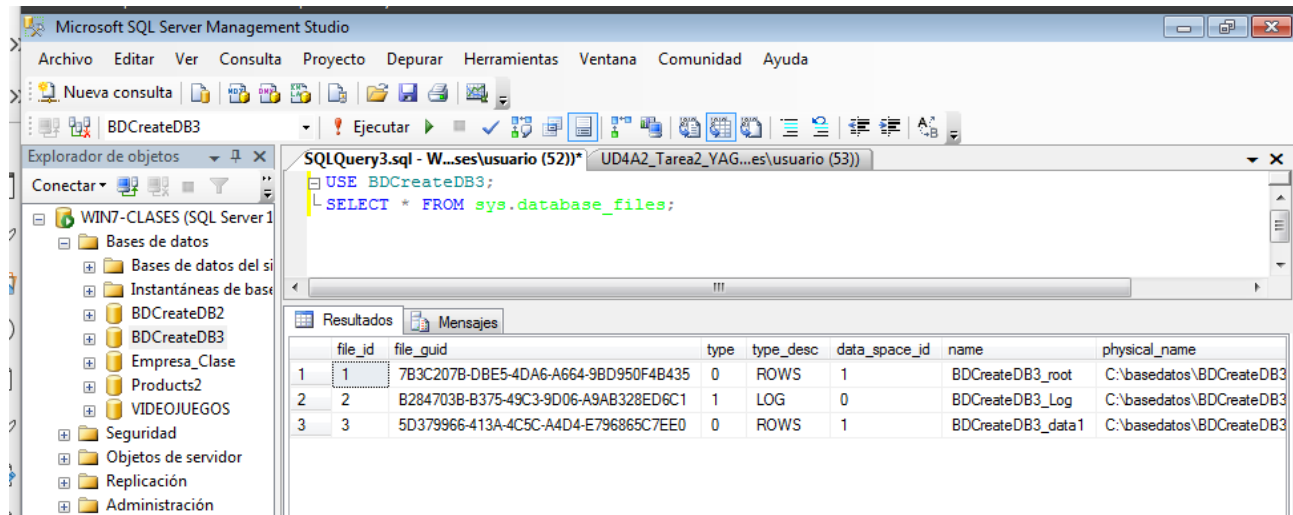 Microsoft SQL Server Management Studio
Archivo Editar Ver Consulta Proyecto Depurar Herramientas Ventana Comunidad Ayuda
Nueva consulta
BDCreateDB3 Ejecutar
Explorador de objetos SQLQuery3.sql - W...ses\usuario (52))* UD4A2_Tarea2_YAG...es\usuario (53))
Conectar
USE BDCreateDB3;
SELECT * FROM sys.database_files;
WIN7-CLASES (SQL Server 1
Bases de datos
Bases de datos del si
Instantáneas de base
BDCreateDB2
BDCreateDB3
Empresa_Clase
Products2
VIDEOJUEGOS
Seguridad
Objetos de servidor
Replicación
Administración
Resultados Mensajes
file_id file_guid type type_desc data_space_id name physical_name
1 1 7B3C207B-DBE5-4DA6-A664-9BD950F4B435 0 ROWS 1 BDCreateDB3_root C:\basedatos\BDCreateDB3
2 2 B284703B-B375-49C3-9D06-A9AB328ED6C1 1 LOG 0 BDCreateDB3_Log C:\basedatos\BDCreateDB3
3 3 5D379966-413A-4C5C-A4D4-E796865C7EE0 0 ROWS 1 BDCreateDB3_data1 C:\basedatos\BDCreateDB3